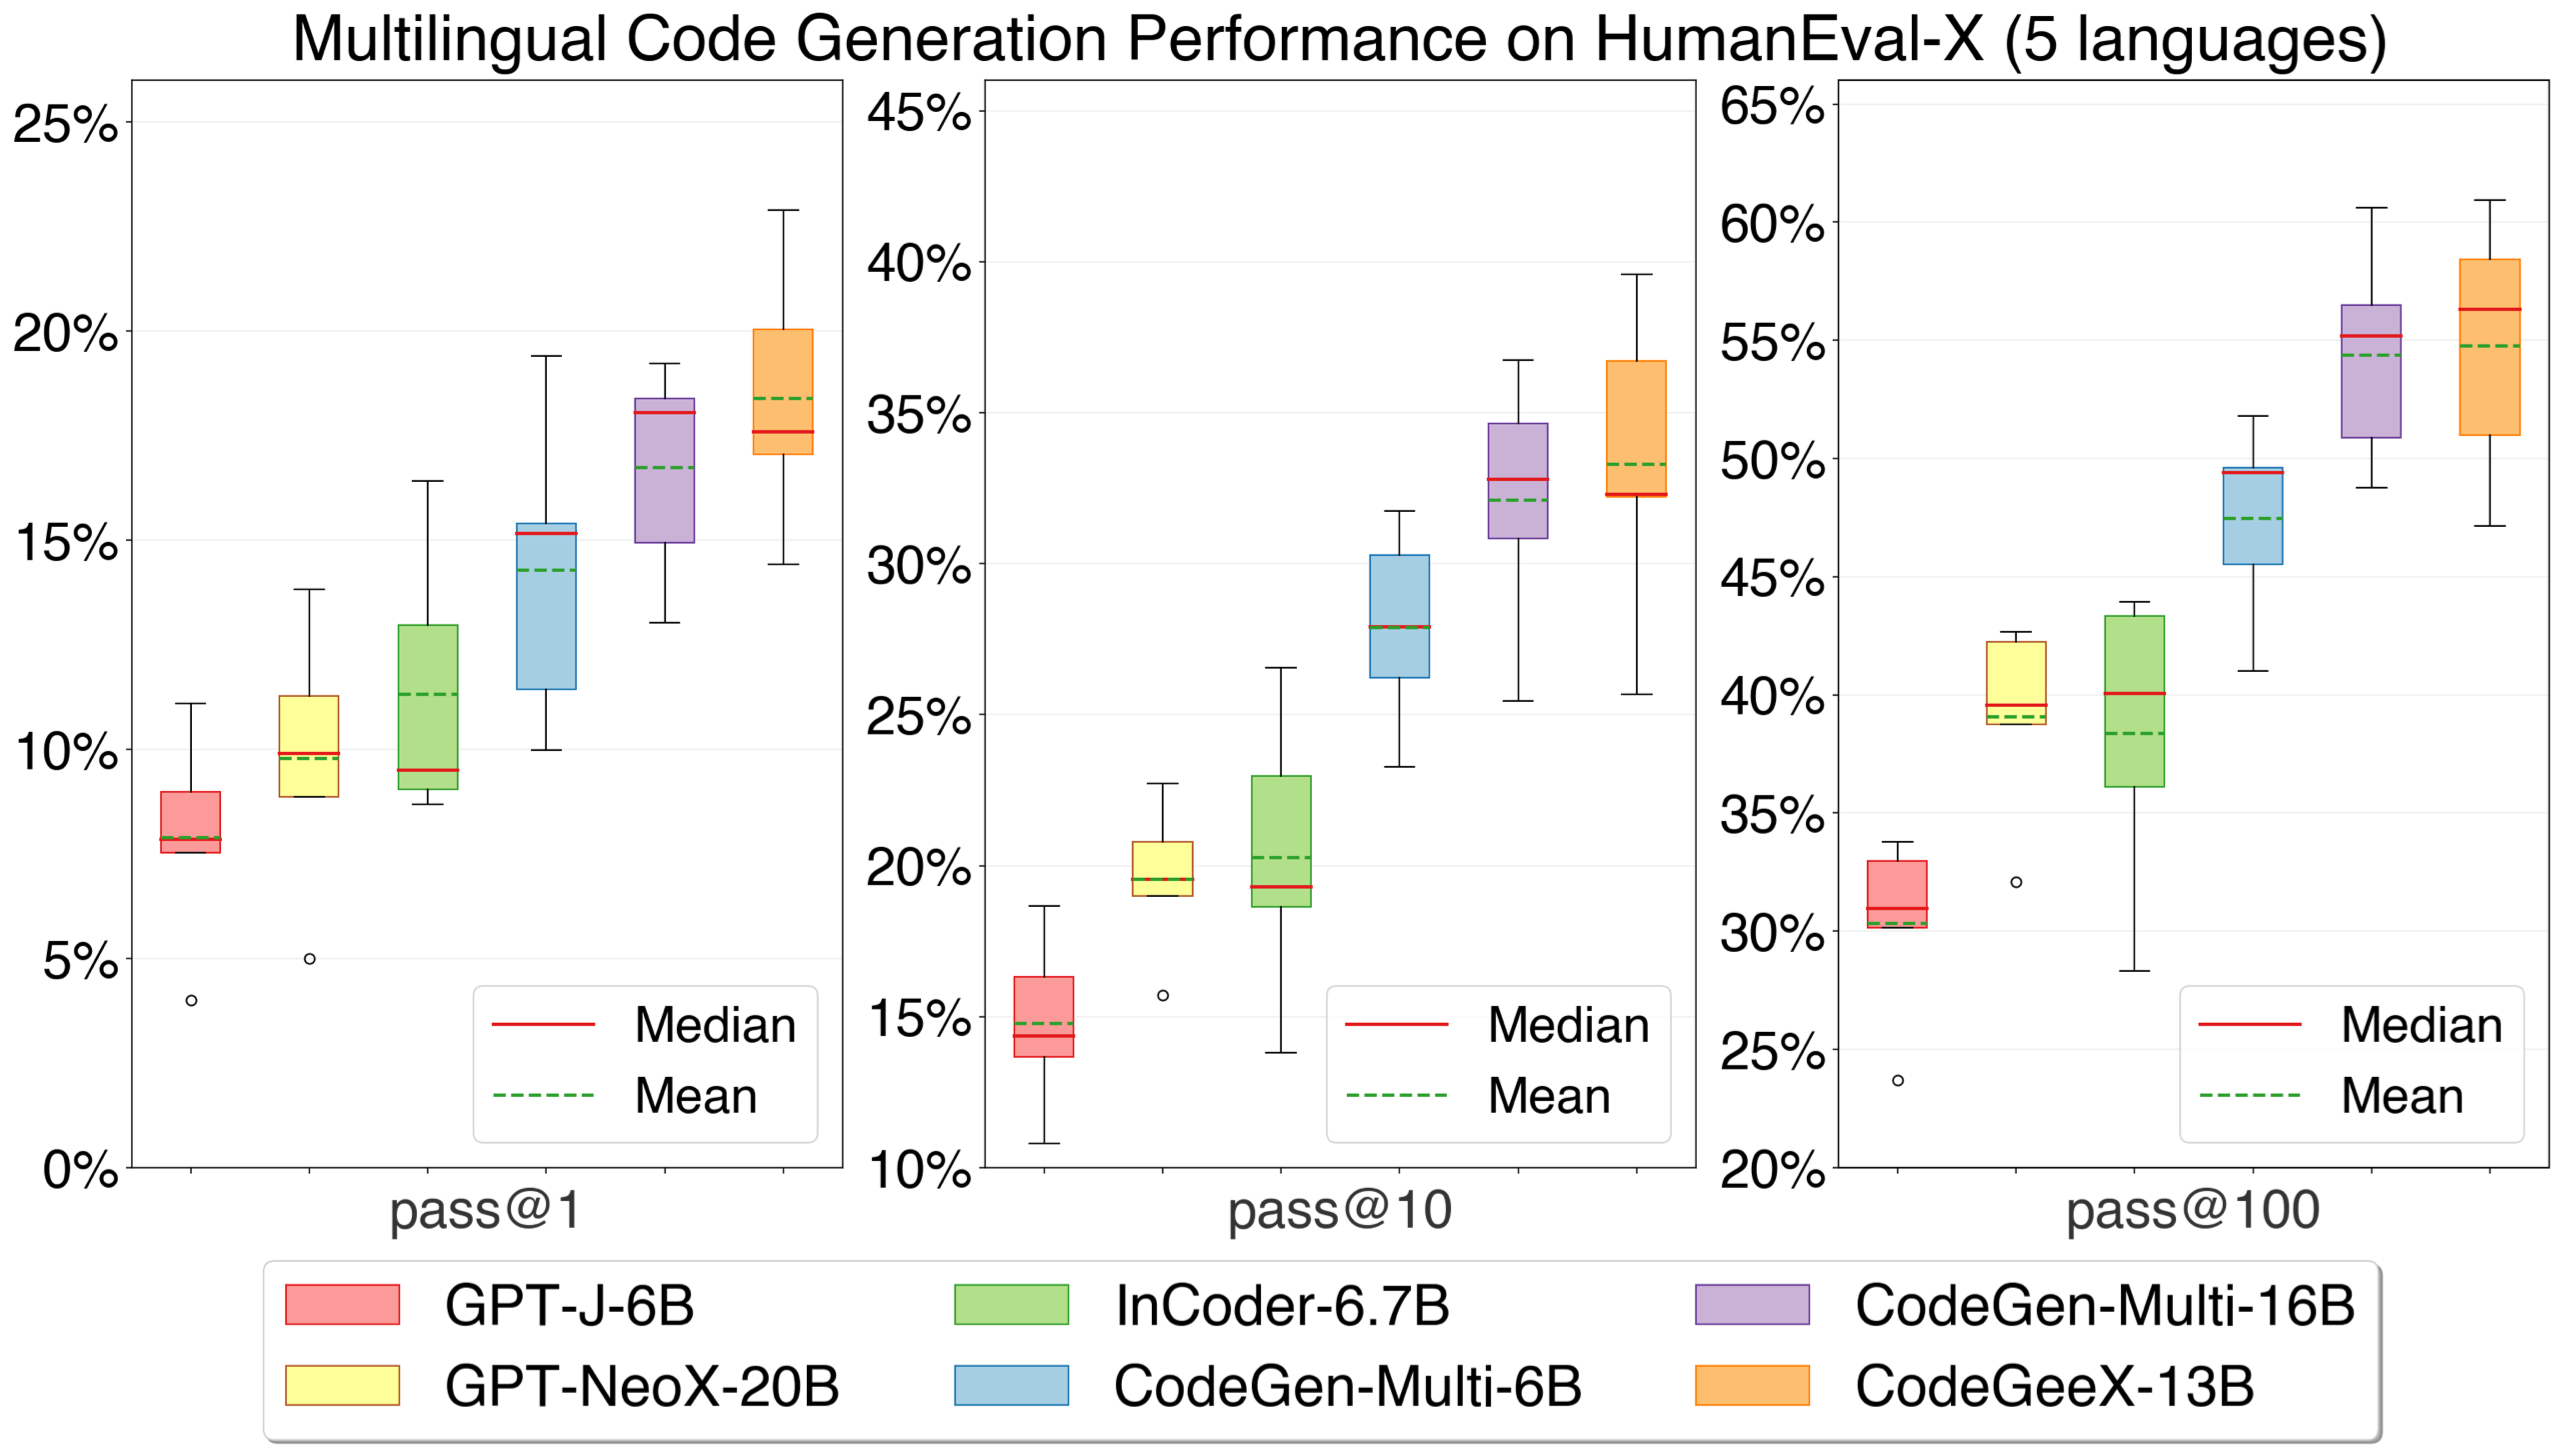 Multilingual Code Generation Performance on HumanEval-X (5 languages)
25%
20%
15%
10%
5%
0%
Median
Mean
pass@1
45%
40%
35%
30%
25%
20%
15%
10%
Median
Mean
pass@10
65%
60%
55%
50%
45%
40%
35%
30%
25%
20%
Median
Mean
pass@100
GPT-J-6B
GPT-NeoX-20B
InCoder-6.7B
CodeGen-Multi-6B
CodeGen-Multi-16B
CodeGeeX-13B